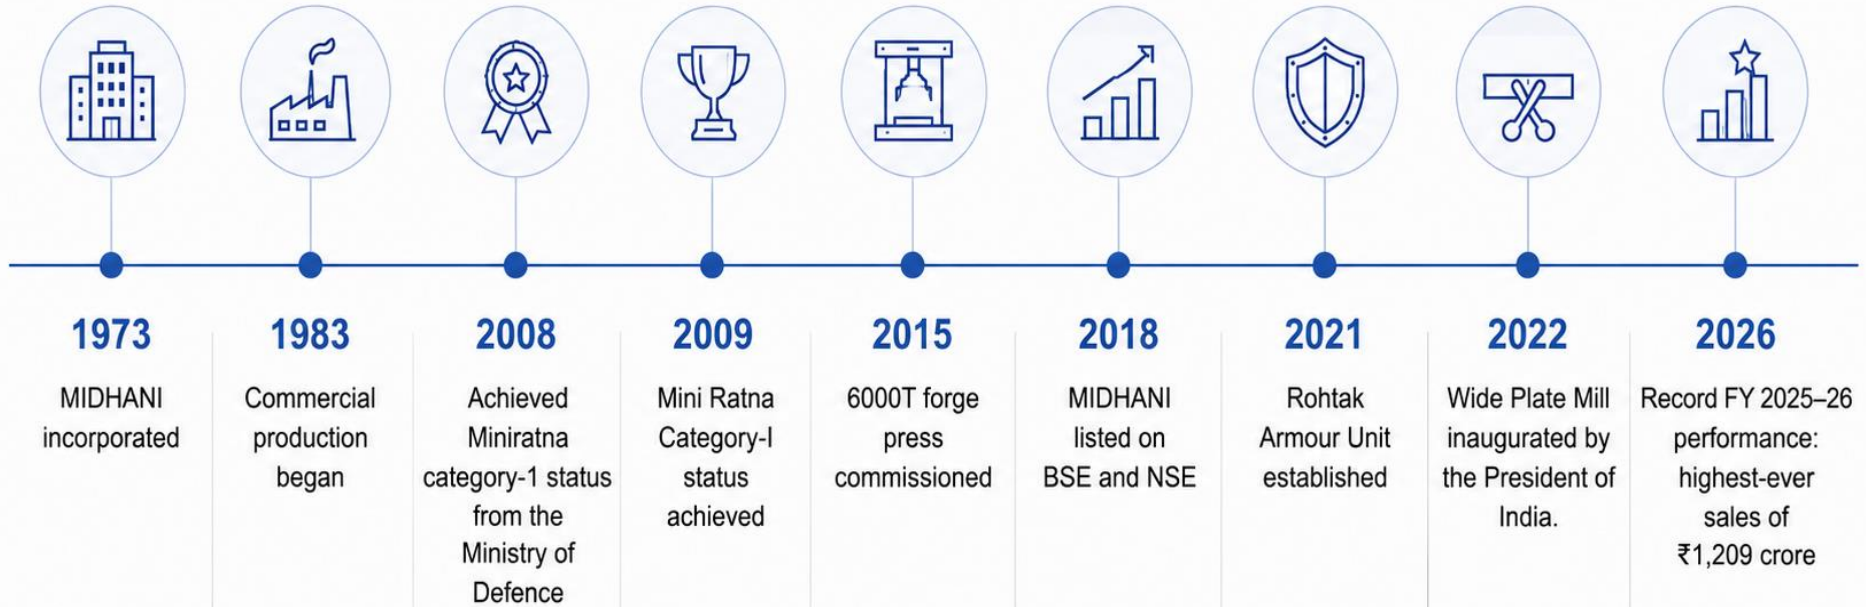 1973
MIDHANI
incorporated
1983
Commercial
production
began
2008
Achieved
Miniratna
category-1 status
from the
Ministry of
Defence
2009
Mini Ratna
Category-I
status
achieved
2015
6000T forge
press
commissioned
2018
MIDHANI
listed on
BSE and NSE
2021
Rohtak
Armour Unit
established
2022
Wide Plate Mill
inaugurated by
the President of
India.
2026
Record FY 2025–26
performance:
highest-ever
sales of
₹1,209 crore